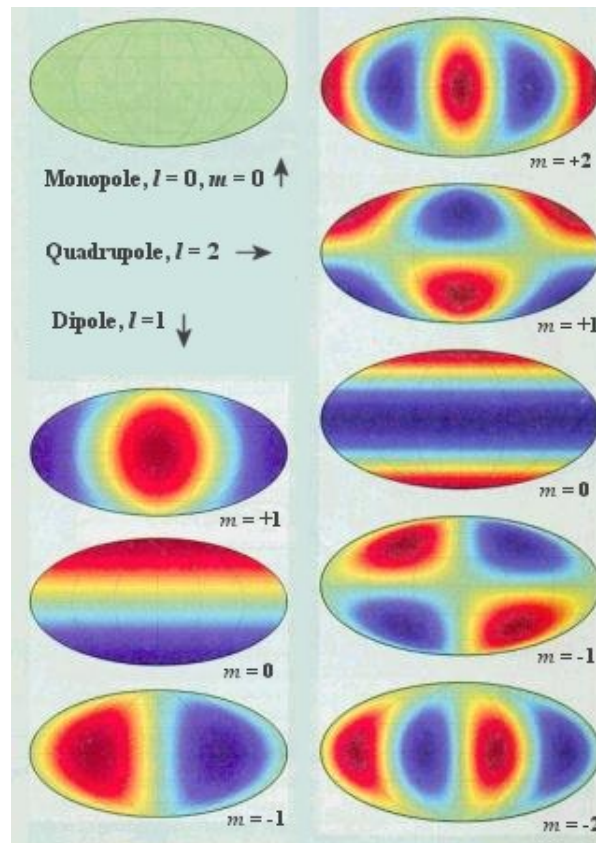 Monopole, l = 0, m = 0 ↑
Quadrupole, l = 2 →
Dipole, l =1 ↓
m = +1
m = 0
m = -1
m = +2
m = +1
m = 0
m = -1
m = -2